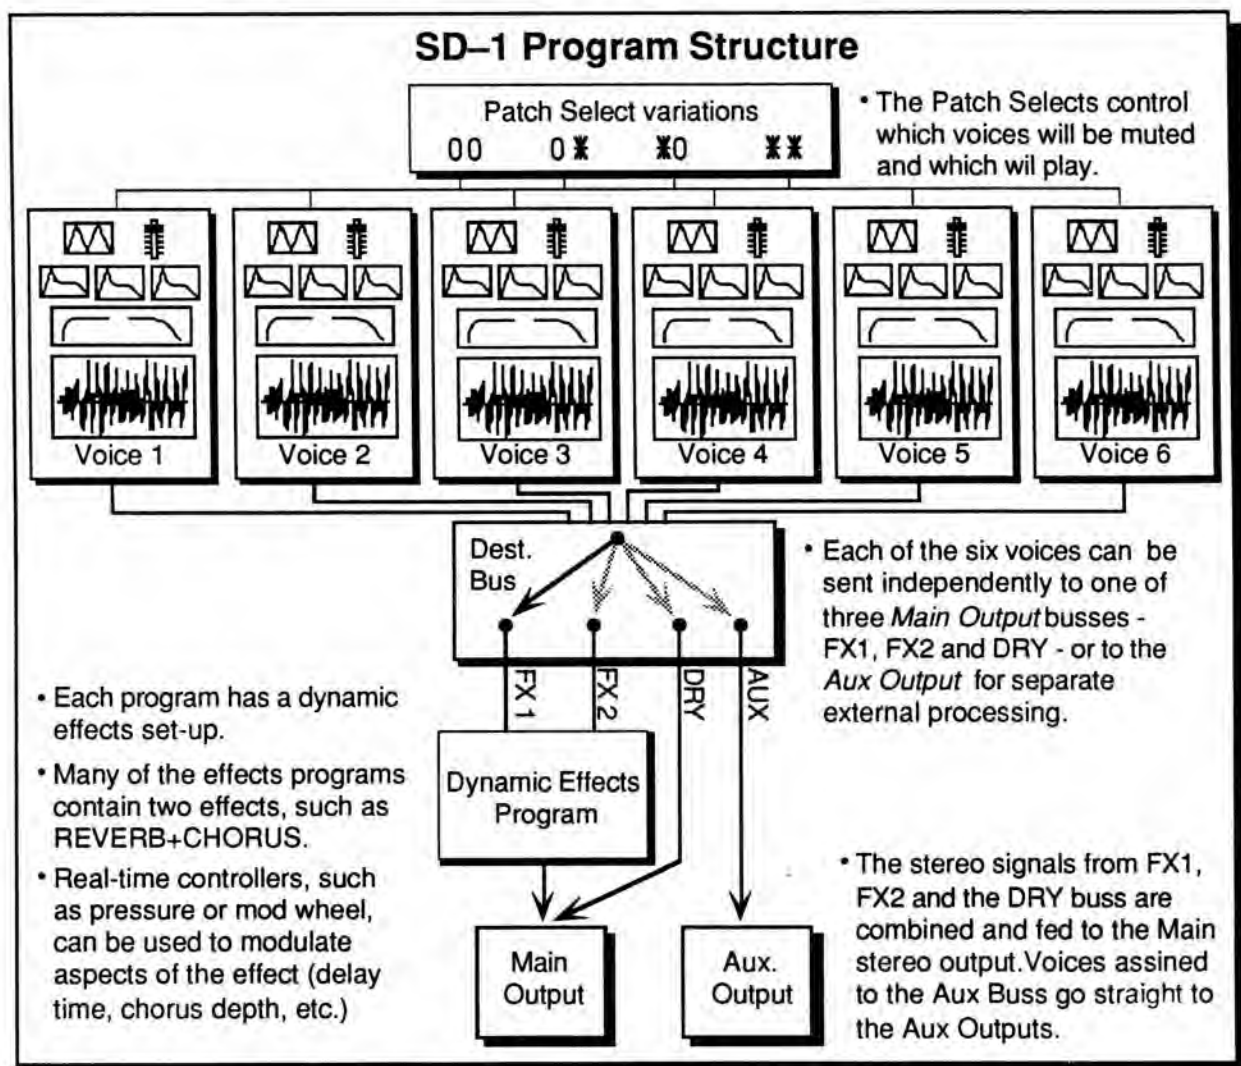 SD–1 Program Structure
Patch Select variations
00 0* *0 **
• The Patch Selects control
which voices will be muted
and which wil play.
Voice 1
Voice 2
Voice 3
Voice 4
Voice 5
Voice 6
Dest.
Bus
FX 1
FX 2
DRY
AUX
• Each of the six voices can be
sent independently to one of
three Main Output busses -
FX1, FX2 and DRY - or to the
Aux Output for separate
external processing.
• Each program has a dynamic
effects set-up.
• Many of the effects programs
contain two effects, such as
REVERB+CHORUS.
• Real-time controllers, such
as pressure or mod wheel,
can be used to modulate
aspects of the effect (delay
time, chorus depth, etc.)
Dynamic Effects
Program
Main
Output
Aux.
Output
• The stereo signals from FX1,
FX2 and the DRY buss are
combined and fed to the Main
stereo output.Voices assined
to the Aux Buss go straight to
the Aux Outputs.